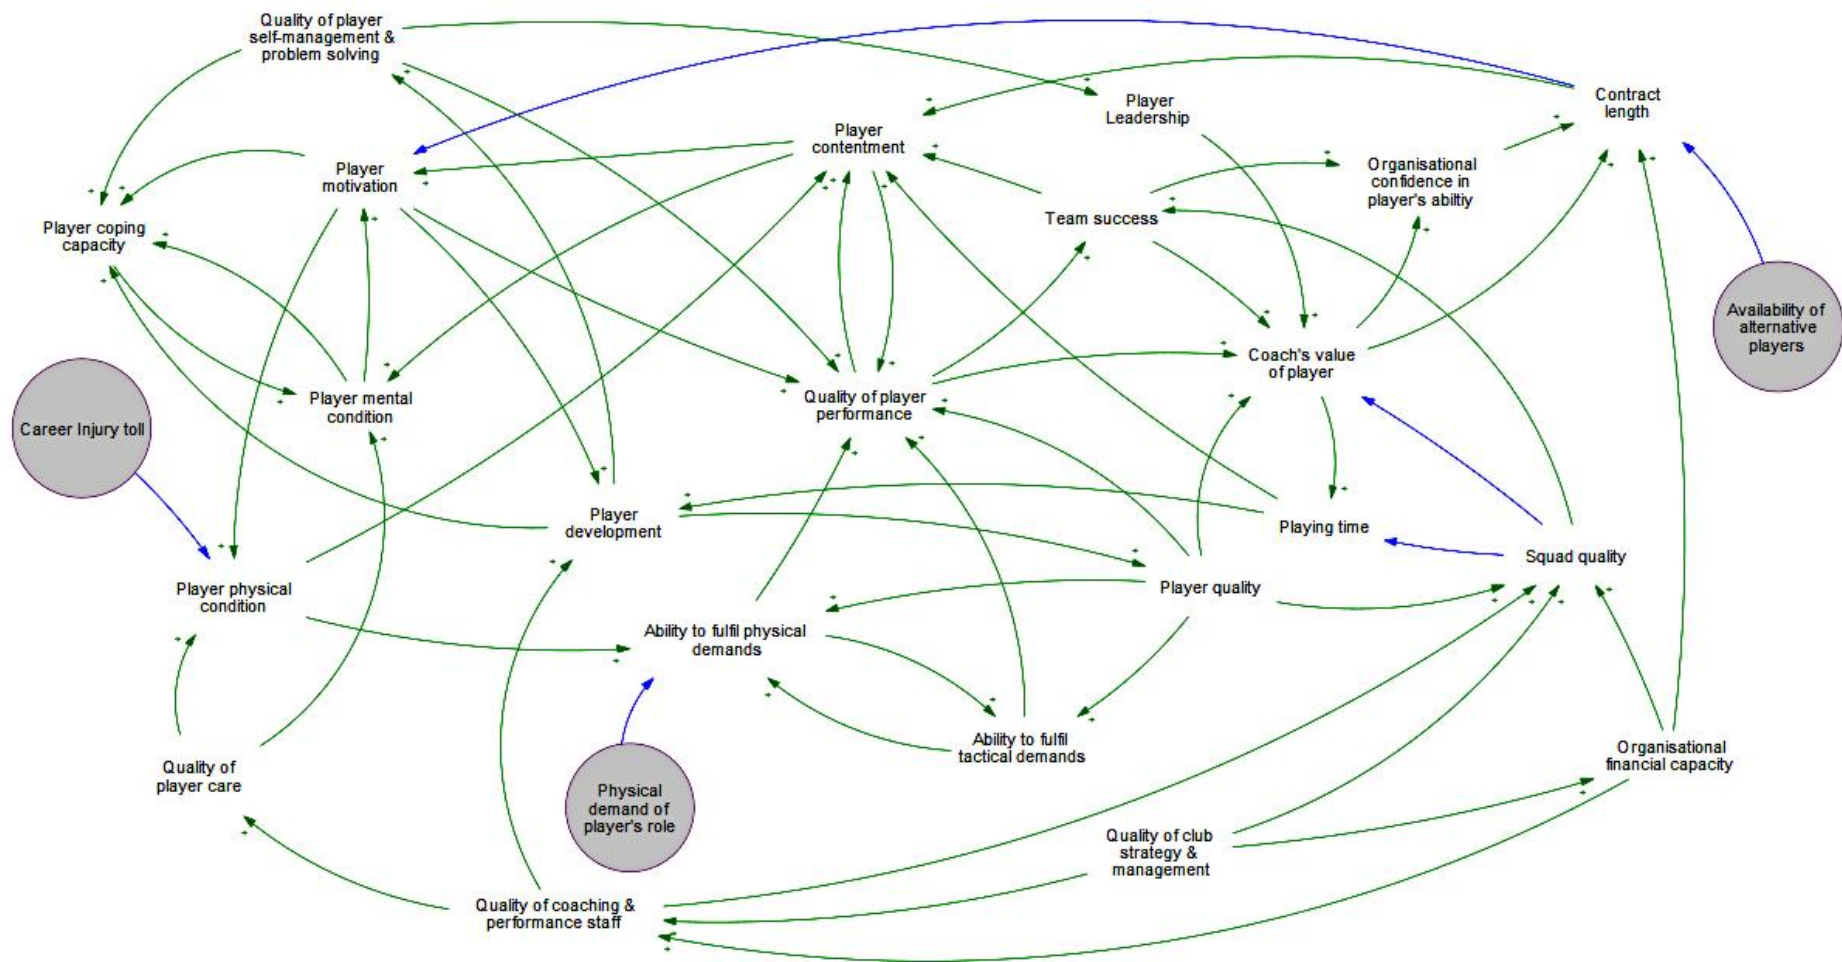 Quality of player
self-management &
problem solving
Contract
length
Player
Leadership
Player
contentment
Player
motivation
Organisational
confidence in
player's abiltiy
Team success
Player coping
capacity
Availability of
alternative
players
Coach's value
of player
Player mental
condition
Quality of player
performance
Career Injury toll
Player
development
Playing time
Squad quality
Player physical
condition
Player quality
Ability to fulfil physical
demands
Ability to fulfil
tactical demands
Organisational
financial capacity
Quality of
player care
Physical
demand of
player's role
Quality of club
strategy &
management
Quality of coaching &
performance staff